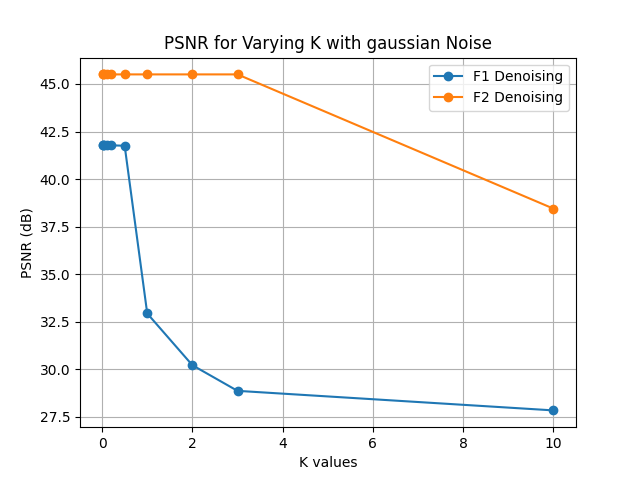 PSNR for Varying K with gaussian Noise
F1 Denoising
F2 Denoising
PSNR (dB)
45.0
42.5
40.0
37.5
35.0
32.5
30.0
27.5
0 2 4 6 8 10
K values